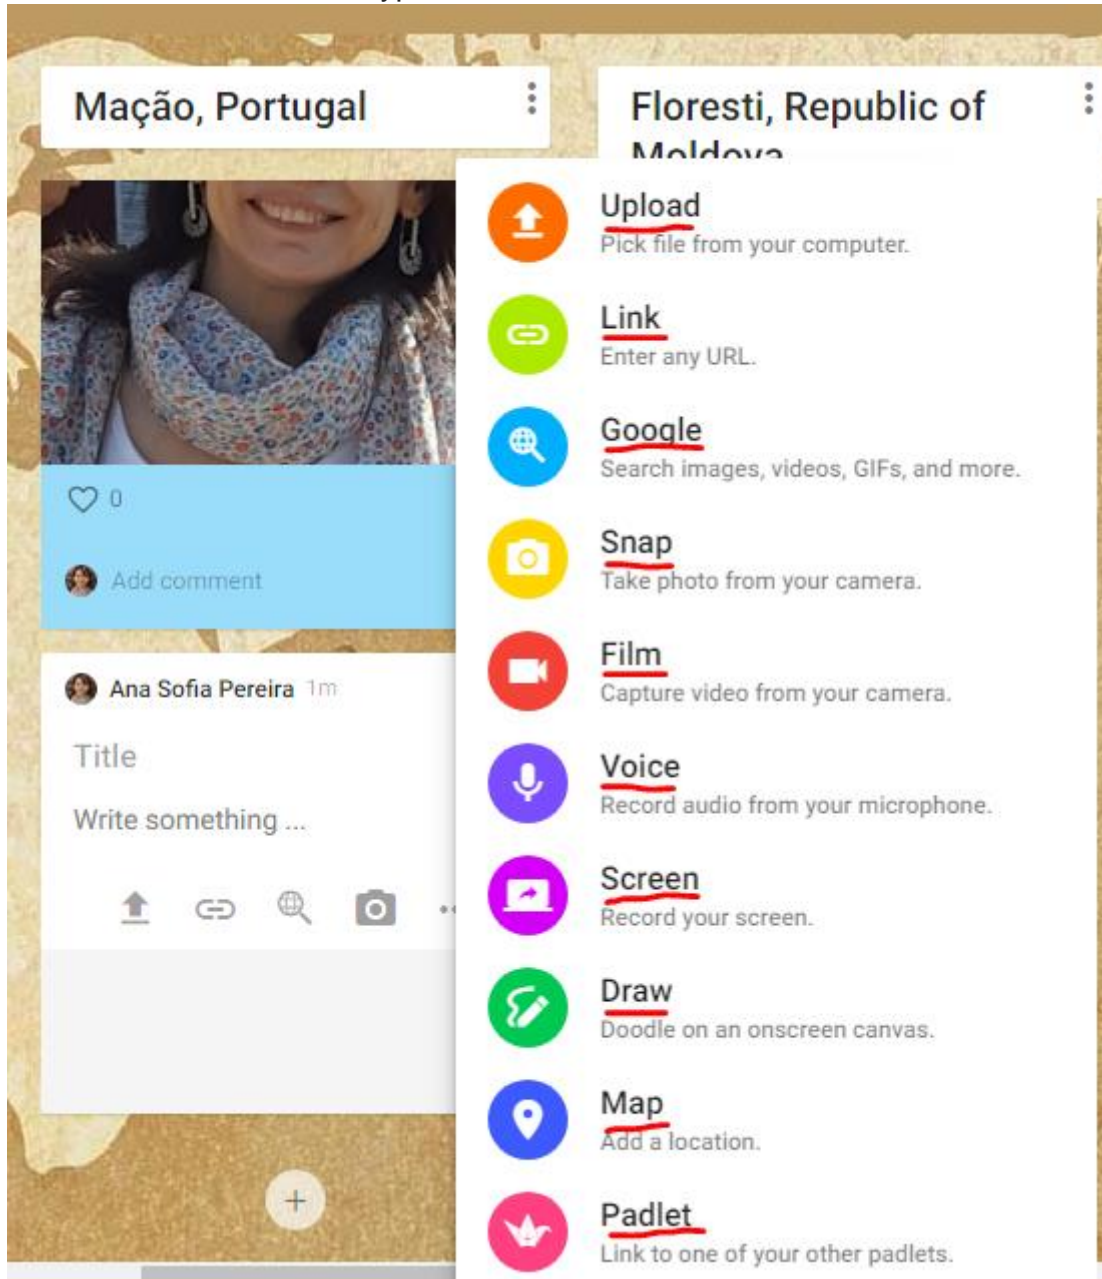 Mação, Portugal
Floresti, Republic of
Moldova
Upload
Pick file from your computer.
Link
Enter any URL.
Google
Search images, videos, GIFs, and more.
0
Snap
Take photo from your camera.
Add comment
Film
Capture video from your camera.
Ana Sofia Pereira 1m
Title
Voice
Record audio from your microphone.
Write something ...
Screen
Record your screen.
Draw
Doodle on an onscreen canvas.
Map
Add a location.
Padlet
Link to one of your other padlets.